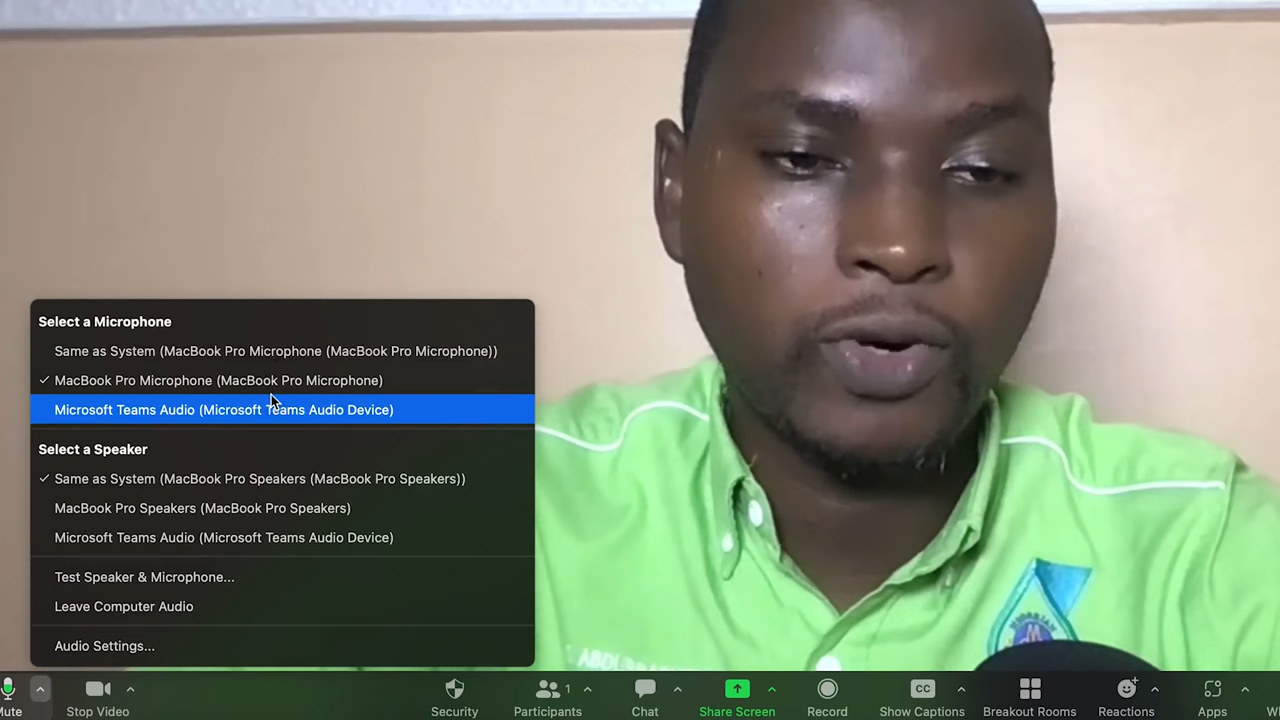 Select a Microphone
Same as System (MacBook Pro Microphone (MacBook Pro Microphone))
✓ MacBook Pro Microphone (MacBook Pro Microphone)
Microsoft Teams Audio (Microsoft Teams Audio Device)
Select a Speaker
✓ Same as System (MacBook Pro Speakers (MacBook Pro Speakers))
MacBook Pro Speakers (MacBook Pro Speakers)
Microsoft Teams Audio (Microsoft Teams Audio Device)
Test Speaker & Microphone...
Leave Computer Audio
Audio Settings...
1
CC
Mute
Stop Video
Security
Participants
Chat
Share Screen
Record
Show Captions
Breakout Rooms
Reactions
Apps